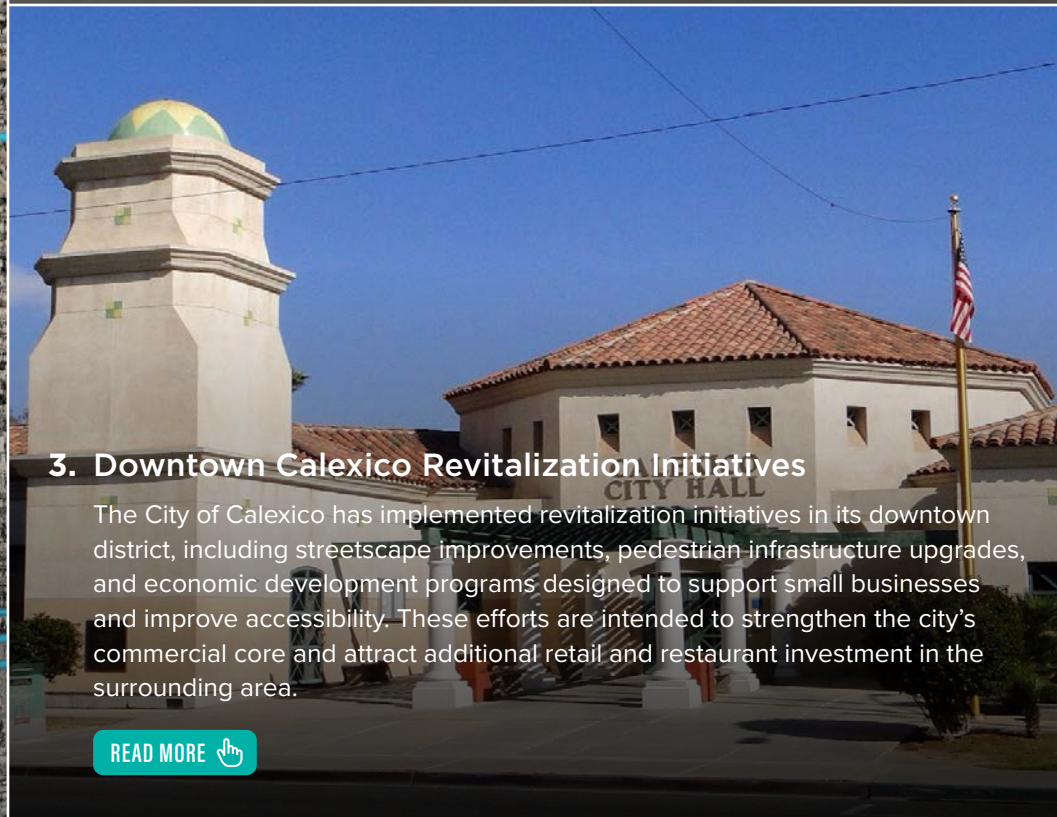 3. Downtown Calexico Revitalization Initiatives
CITY HALL
The City of Calexico has implemented revitalization initiatives in its downtown
district, including streetscape improvements, pedestrian infrastructure upgrades,
and economic development programs designed to support small businesses
and improve accessibility. These efforts are intended to strengthen the city's
commercial core and attract additional retail and restaurant investment in the
surrounding area.
READ MORE